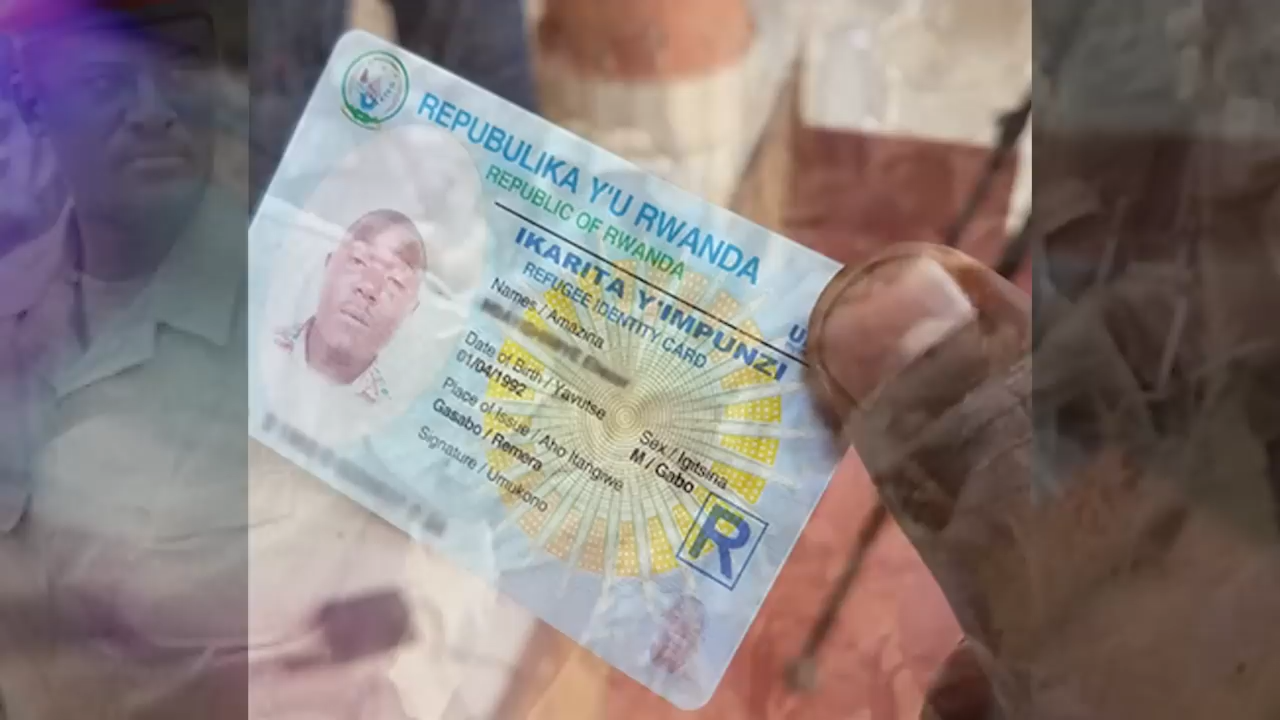 REPUBULIKA Y'U RWANDA
REPUBLIC OF RWANDA
IKARITA Y'IMPUNZI
REFUGEE IDENTITY CARD
Names / Amazina
Date of Birth / Yavutse
01/04/1992
Place of Issue / Aho Itangiwe
Gasabo / Remera
Sex / Igitsina
M / Gabo
Signature / Umukono
R